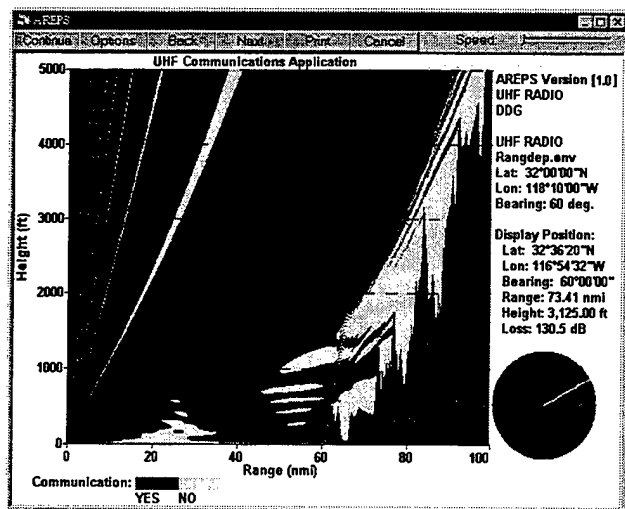 AREPS
Continue Options Back Next Print Cancel Speed:
UHF Communications Application
5000
4000
3000
2000
1000
0
Height (ft)
0 20 40 60 80 100
Range (nmi)
Communication:
YES NO
AREPS Version [1.0]
UHF RADIO
DDG
UHF RADIO
Rangdep.env
Lat: 32°00'00"N
Lon: 118°10'00"W
Bearing: 60 deg.
Display Position:
Lat: 32°36'20"N
Lon: 116°54'32"W
Bearing: 60°00'00"
Range: 73.41 nmi
Height: 3,125.00 ft
Loss: 130.5 dB